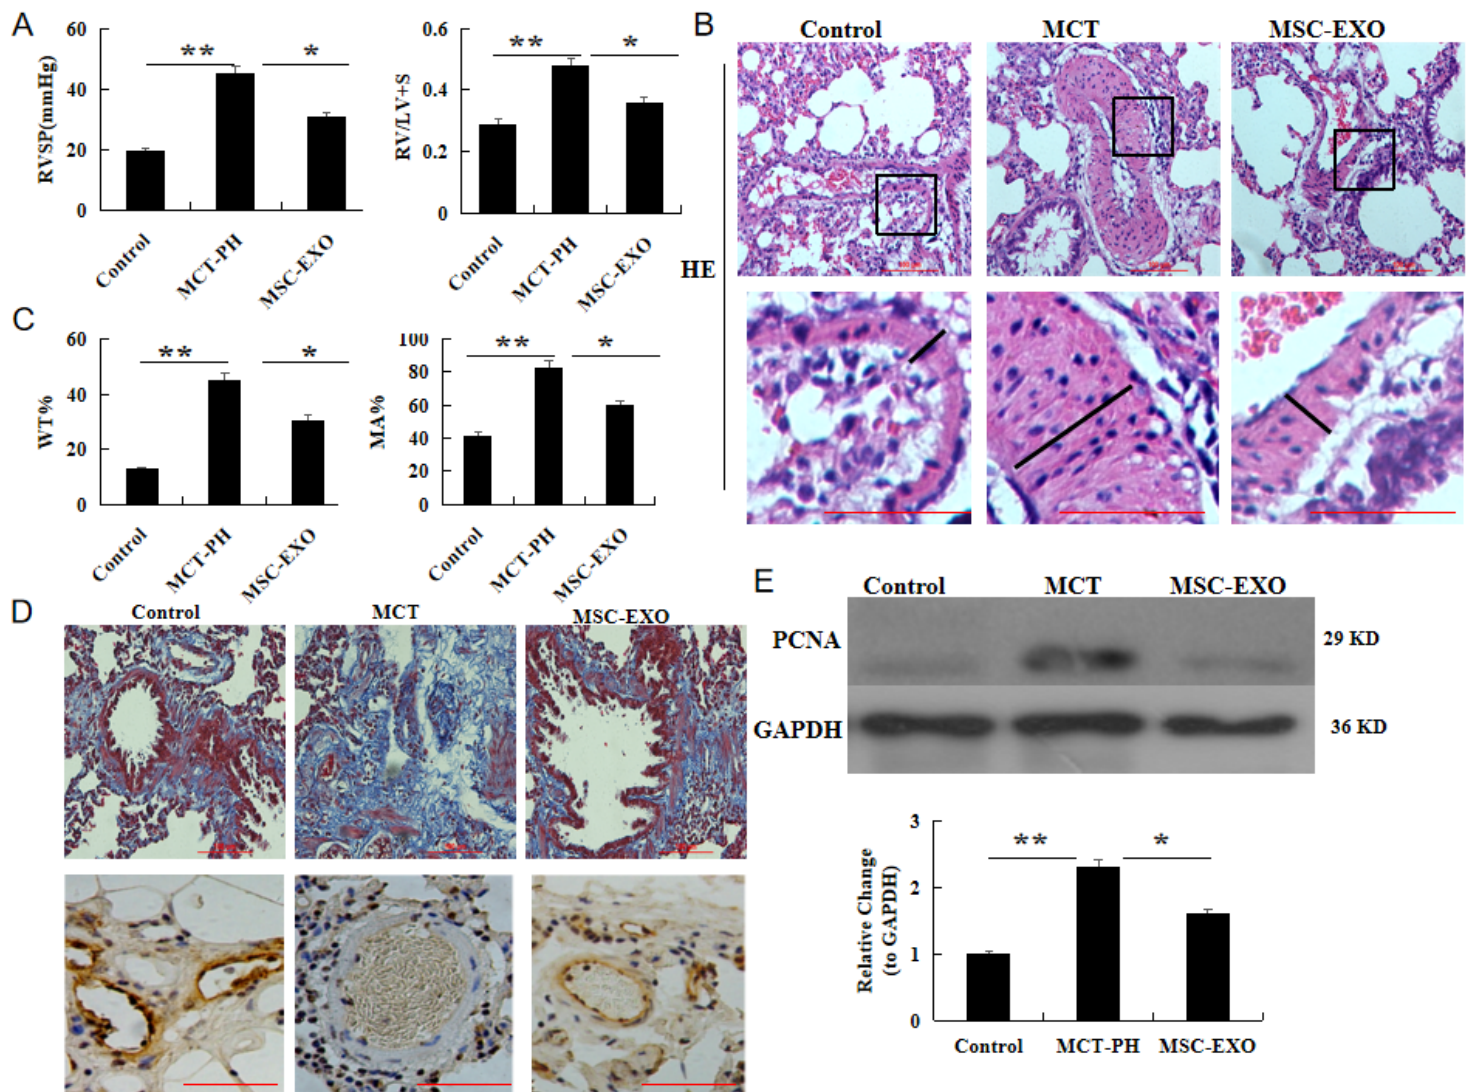 A
RVSP(mmHg)
60
40
20
0
**
*
Control
MCT-PH
MSC-EXO
RV/LV+S
0.6
0.4
0.2
0
**
*
Control
MCT-PH
MSC-EXO
B
Control
MCT
MSC-EXO
HE
C
WT%
60
40
20
0
**
*
Control
MCT-PH
MSC-EXO
MA%
100
80
60
40
20
0
**
*
Control
MCT-PH
MSC-EXO
D
Control
MCT
MSC-EXO
E
Control
MCT
MSC-EXO
PCNA
29 KD
GAPDH
36 KD
Relative Change
(to GAPDH)
3
2
1
0
**
*
Control
MCT-PH
MSC-EXO